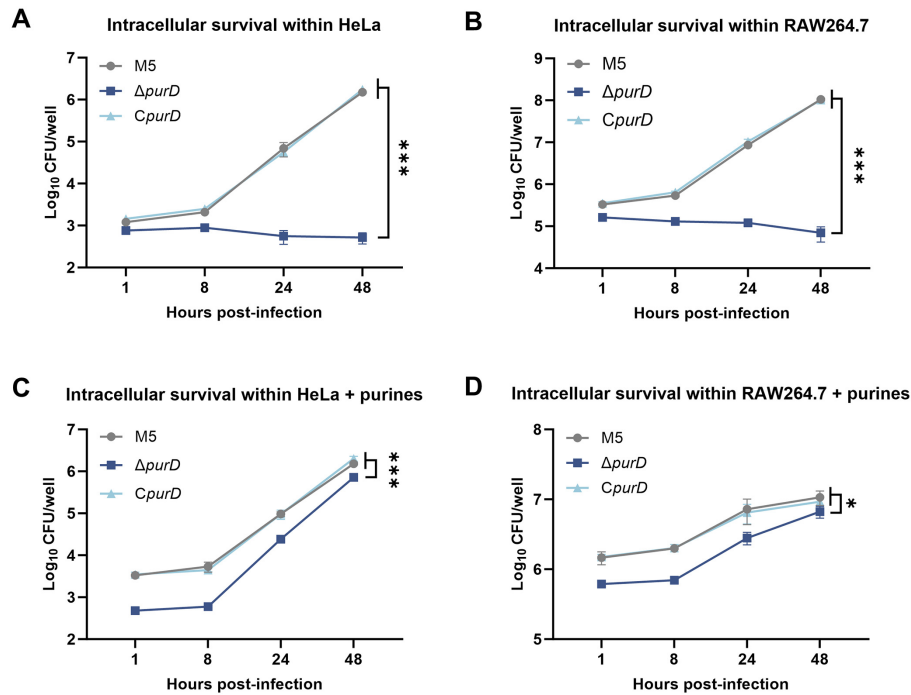 A
Intracellular survival within HeLa
7
6
5
4
3
2
Log10 CFU/well
M5
ΔpurD
CpurD
***
1 8 24 48
Hours post-infection
B
Intracellular survival within RAW264.7
9
8
7
6
5
4
Log10 CFU/well
M5
ΔpurD
CpurD
***
1 8 24 48
Hours post-infection
C
Intracellular survival within HeLa + purines
7
6
5
4
3
2
Log10 CFU/well
M5
ΔpurD
CpurD
***
1 8 24 48
Hours post-infection
D
Intracellular survival within RAW264.7 + purines
8
7
6
5
Log10 CFU/well
M5
ΔpurD
CpurD
*
1 8 24 48
Hours post-infection